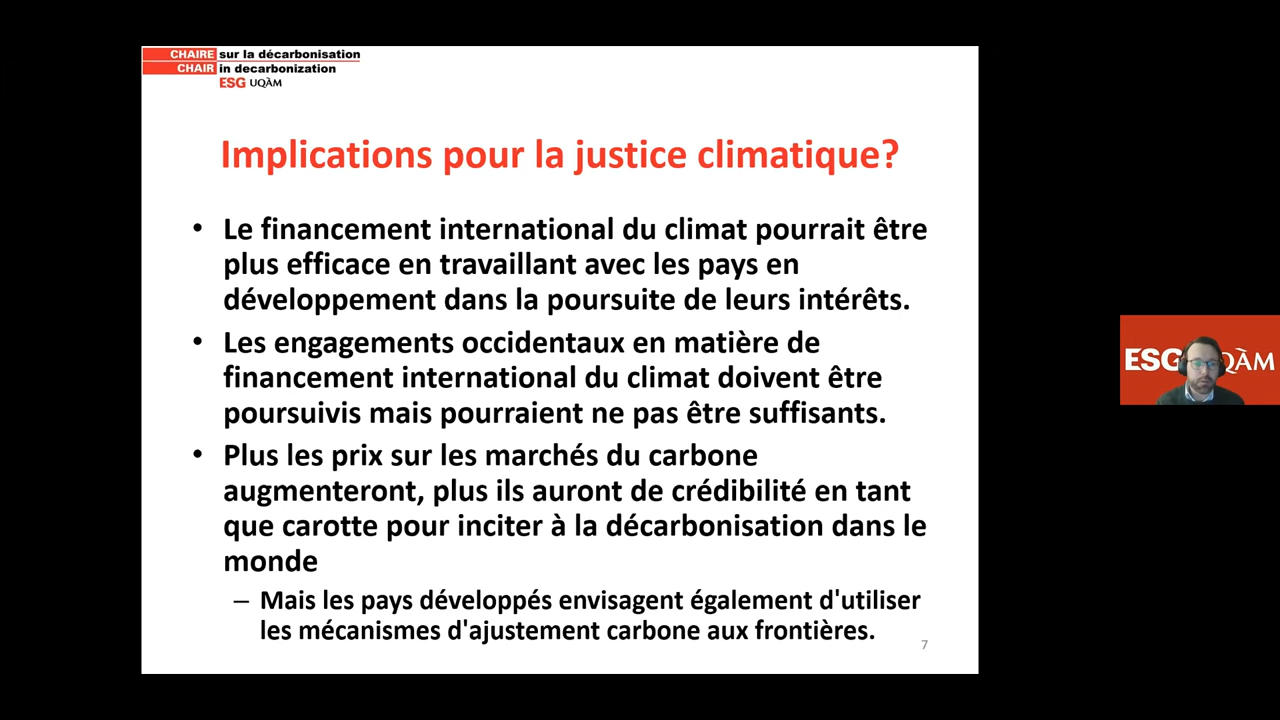 CHAIRE sur la décarbonisation
CHAIR in decarbonization
ESG UQÀM
Implications pour la justice climatique?
• Le financement international du climat pourrait être
plus efficace en travaillant avec les pays en
développement dans la poursuite de leurs intérêts.
• Les engagements occidentaux en matière de
financement international du climat doivent être
poursuivis mais pourraient ne pas être suffisants.
• Plus les prix sur les marchés du carbone
augmenteront, plus ils auront de crédibilité en tant
que carotte pour inciter à la décarbonisation dans le
monde
– Mais les pays développés envisagent également d'utiliser
les mécanismes d'ajustement carbone aux frontières.
7
ESG UQÀM